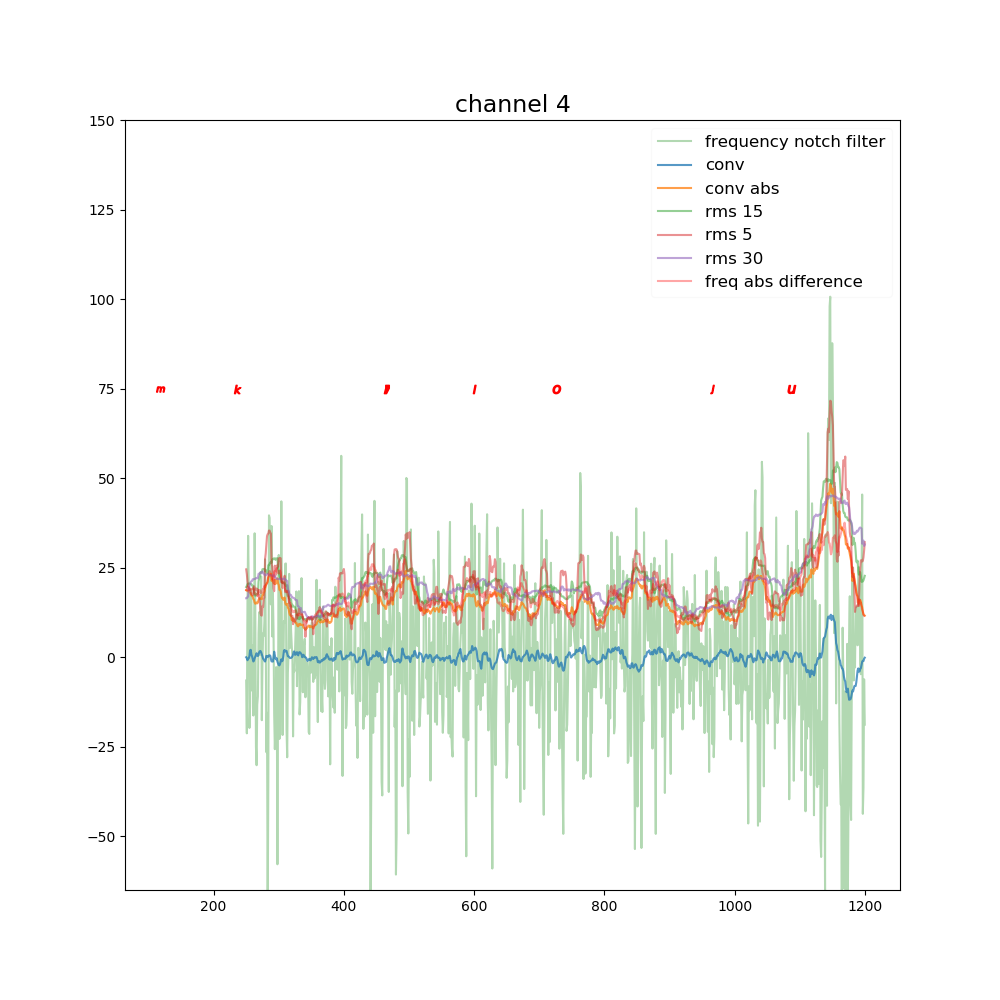 channel 4
150
125
100
75
50
25
0
−25
−50
frequency notch filter
conv
conv abs
rms 15
rms 5
rms 30
freq abs difference
m k l o J u
200 400 600 800 1000 1200